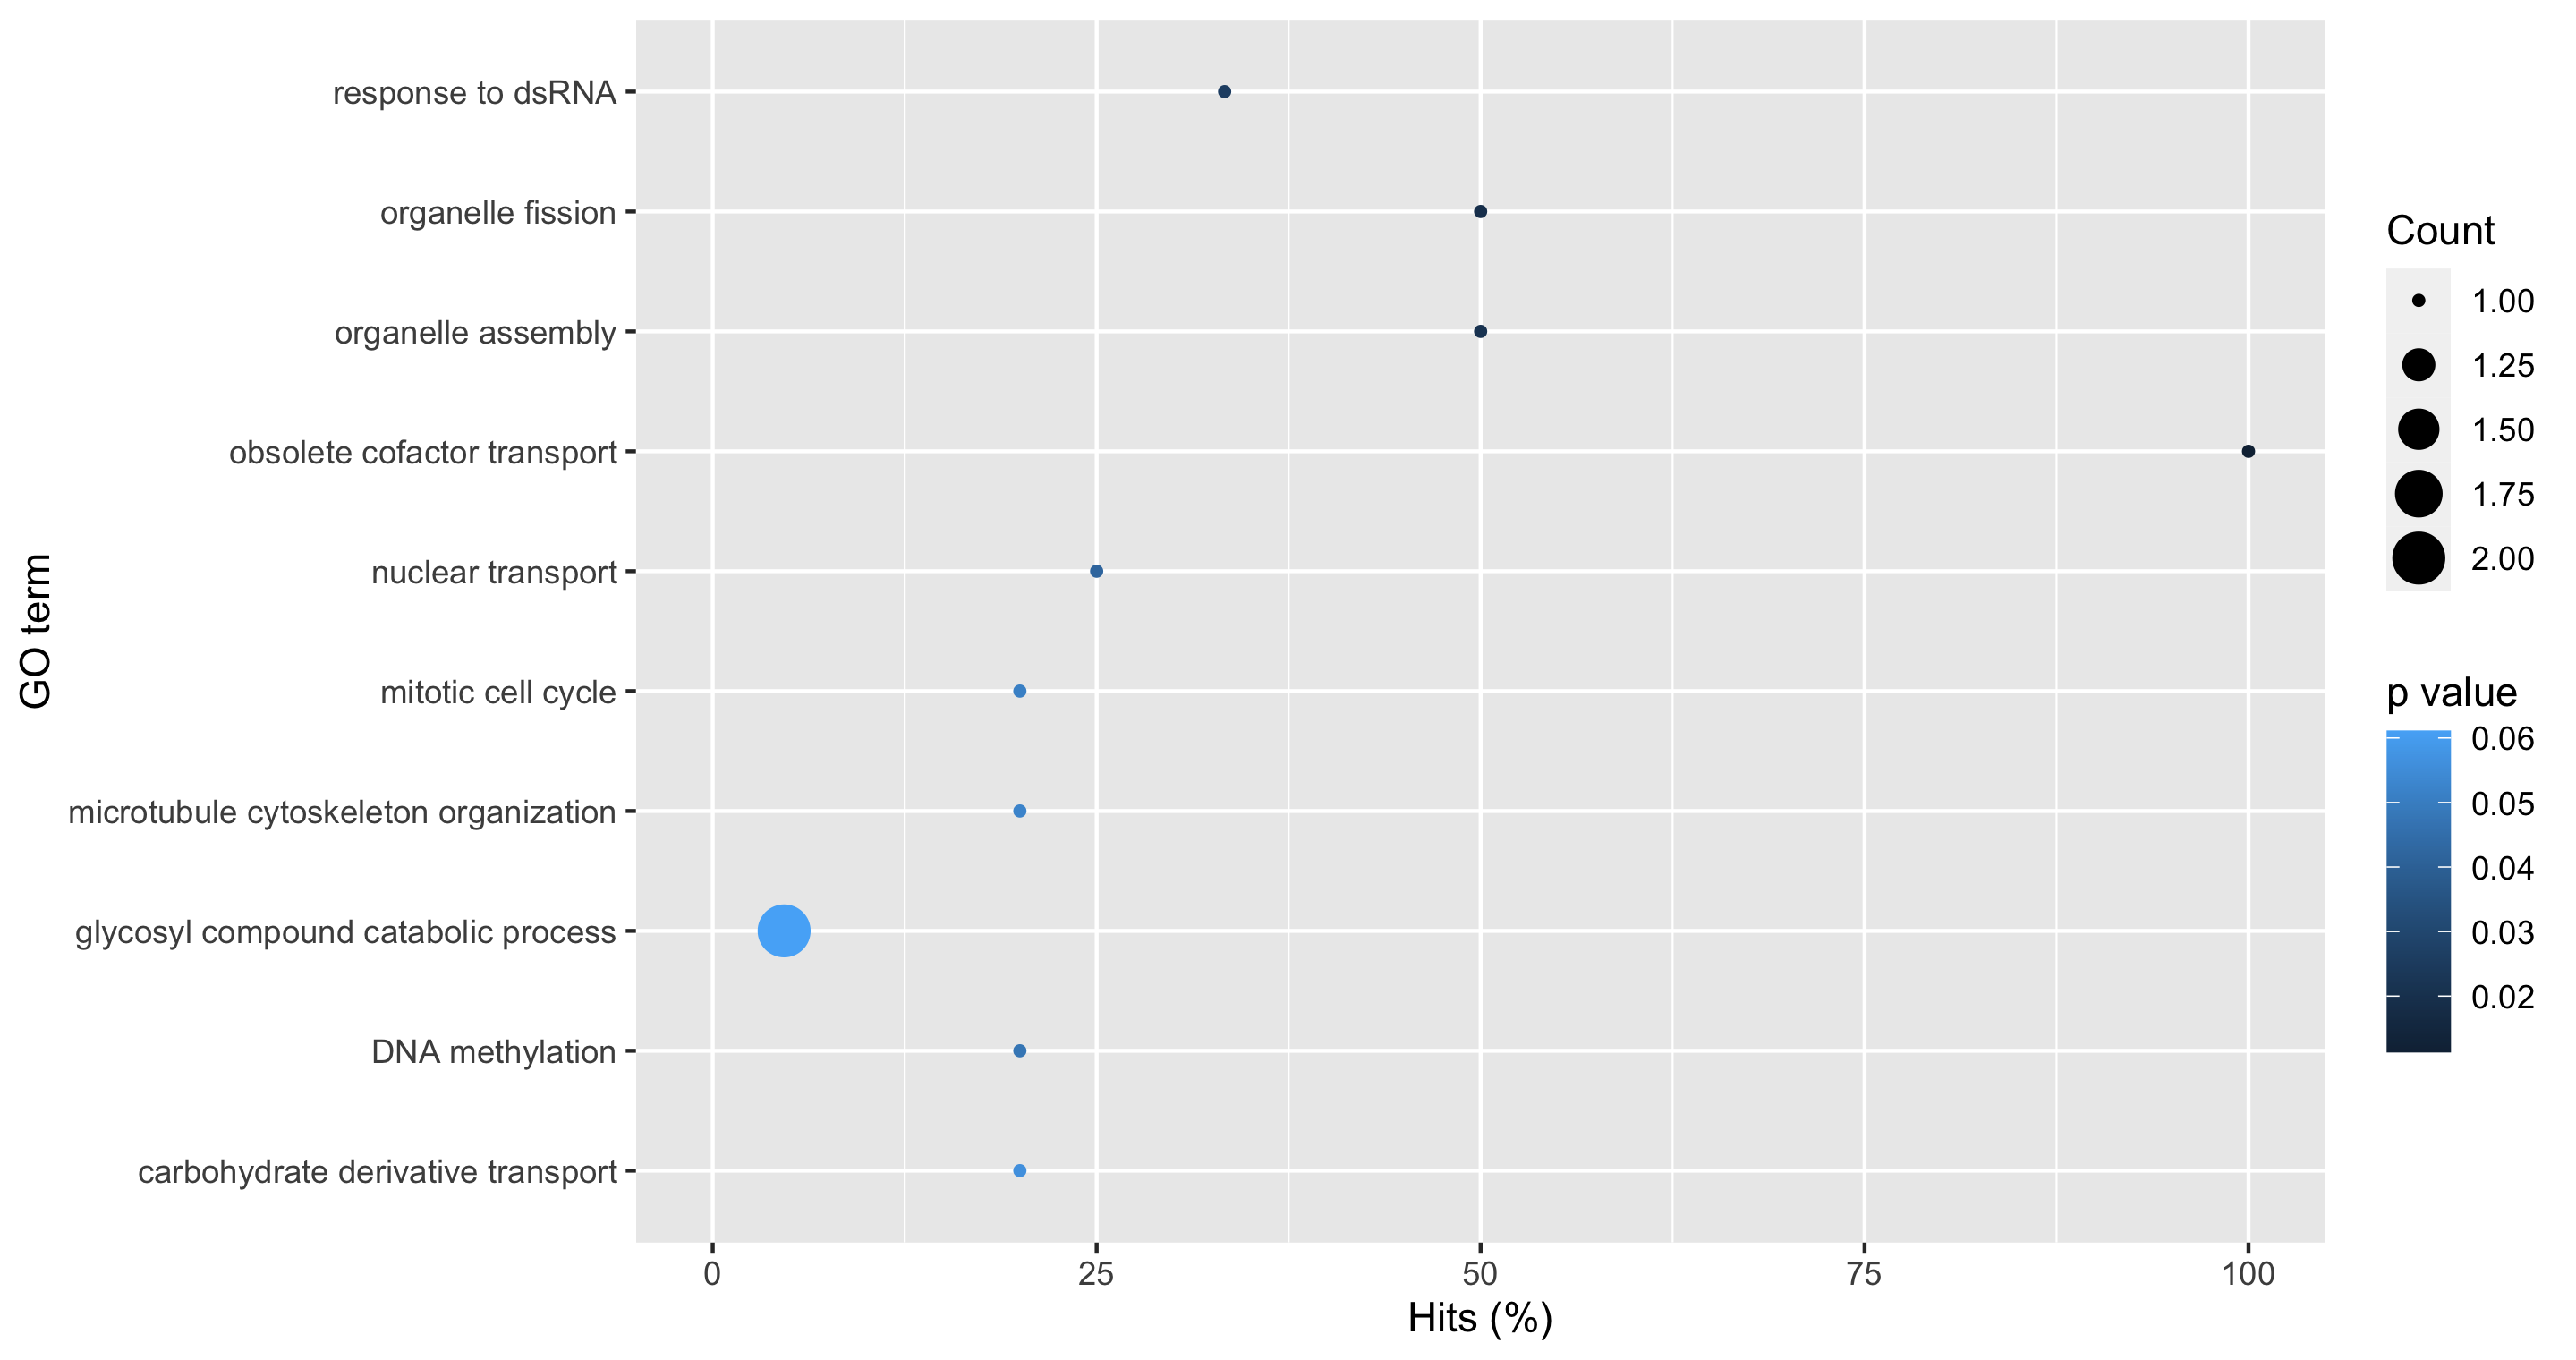 GO term
response to dsRNA
organelle fission
organelle assembly
obsolete cofactor transport
nuclear transport
mitotic cell cycle
microtubule cytoskeleton organization
glycosyl compound catabolic process
DNA methylation
carbohydrate derivative transport
0 25 50 75 100
Hits (%)
Count
1.00
1.25
1.50
1.75
2.00
p value
0.06
0.05
0.04
0.03
0.02